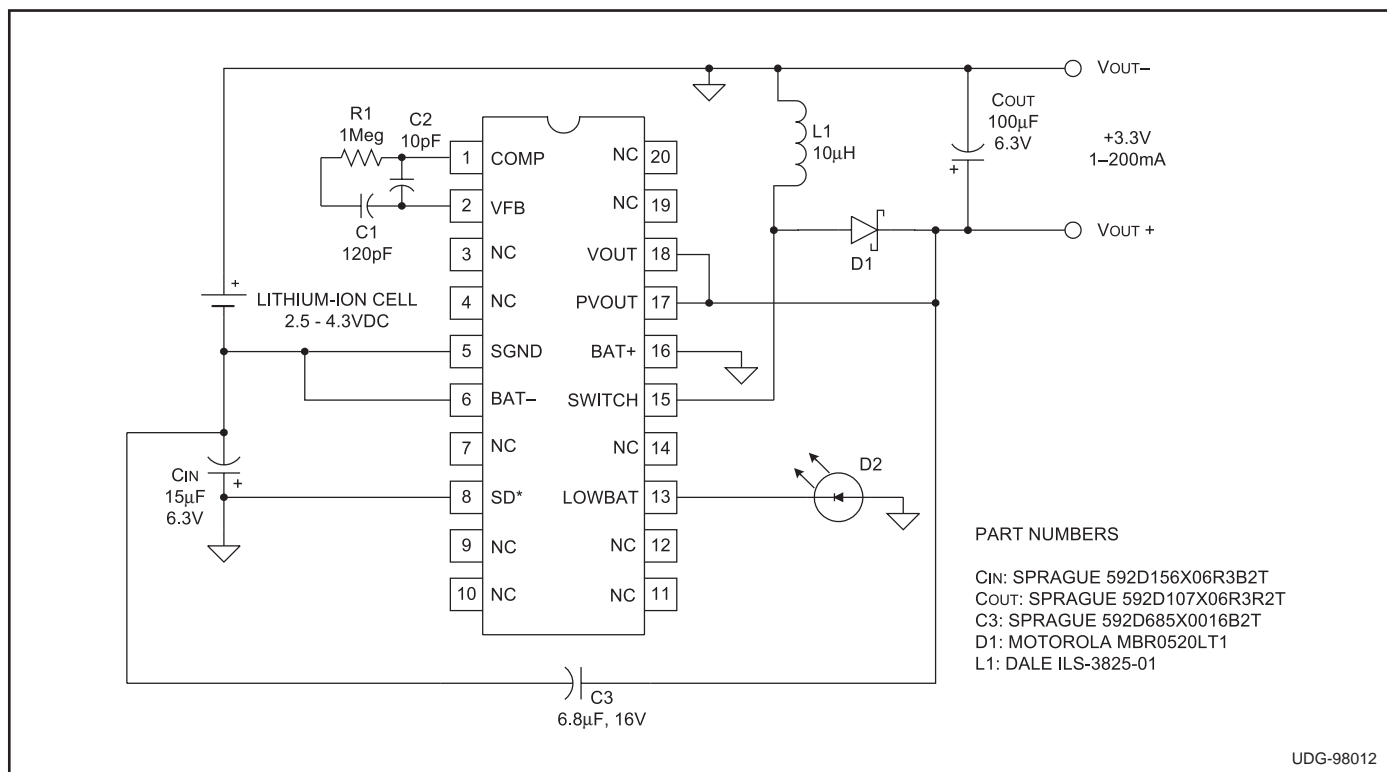 VOUT–
COUT
100µF
6.3V
+
+3.3V
1–200mA
VOUT +
L1
10µH
D1
R1
1Meg
C2
10pF
C1
120pF
+
LITHIUM-ION CELL
2.5 - 4.3VDC
CIN
15µF
6.3V
+
1 COMP
2 VFB
3 NC
4 NC
5 SGND
6 BAT–
7 NC
8 SD*
9 NC
10 NC
NC 20
NC 19
VOUT 18
PVOUT 17
BAT+ 16
SWITCH 15
NC 14
LOWBAT 13
NC 12
NC 11
D2
C3
6.8µF, 16V
PART NUMBERS
CIN: SPRAGUE 592D156X06R3B2T
COUT: SPRAGUE 592D107X06R3R2T
C3: SPRAGUE 592D685X0016B2T
D1: MOTOROLA MBR0520LT1
L1: DALE ILS-3825-01
UDG-98012